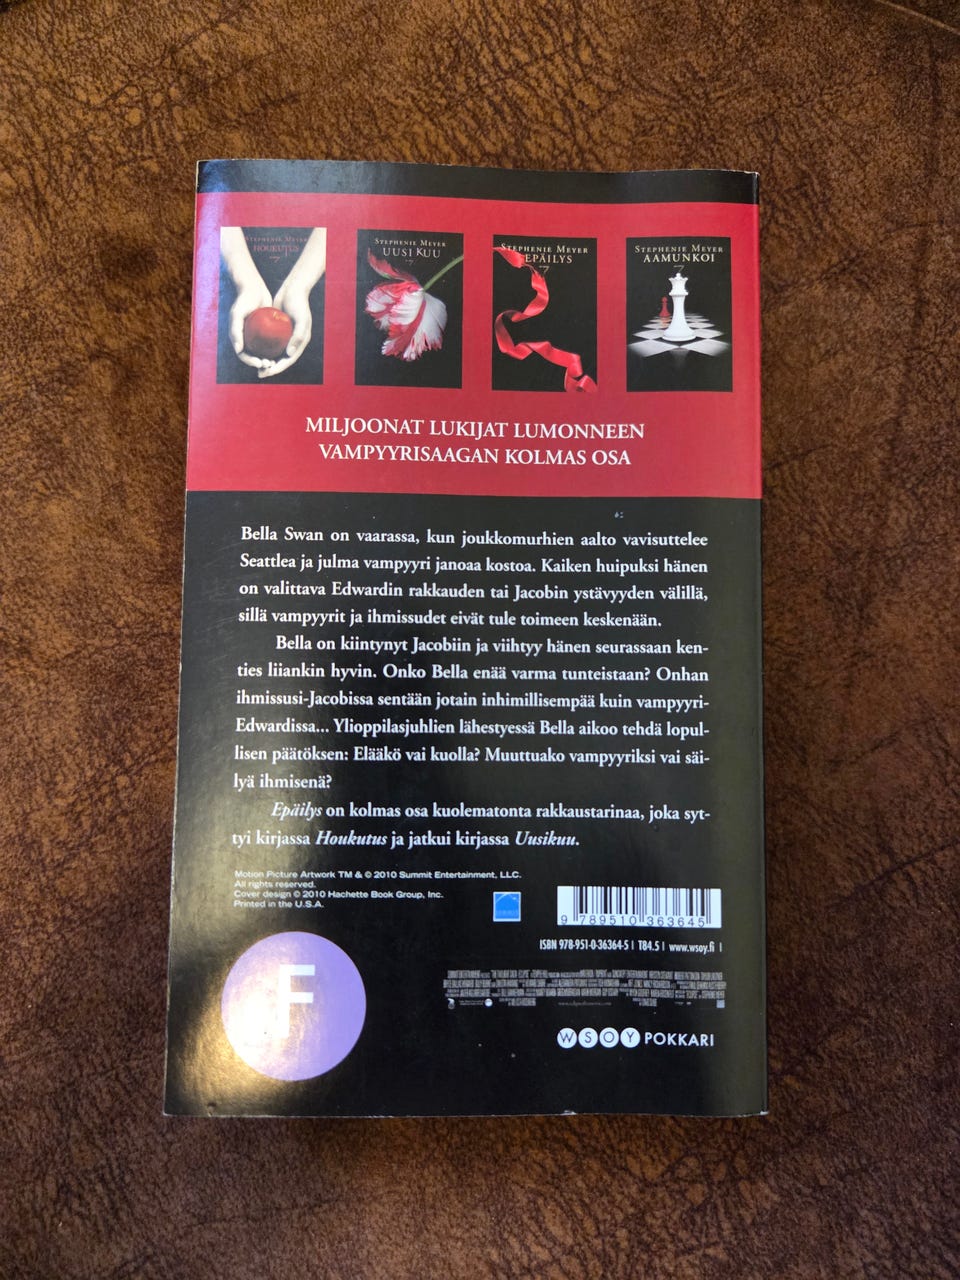 STEPHENIE MEYER
HOUKUTUS
STEPHENIE MEYER
UUSI KUU
STEPHENIE MEYER
EPÄILYS
STEPHENIE MEYER
AAMUNKOI
MILJOONAT LUKIJAT LUMONNEEN
VAMPYYRISAAGAN KOLMAS OSA
Bella Swan on vaarassa, kun joukkomurhien aalto vavisuttelee
Seattlea ja julma vampyyri janoaa kostoa. Kaiken huipuksi hänen
on valittava Edwardin rakkauden tai Jacobin ystävyyden välillä,
sillä vampyyrit ja ihmissudet eivät tule toimeen keskenään.
Bella on kiintynyt Jacobiin ja viihtyy hänen seurassaan ken-
ties liiankin hyvin. Onko Bella enää varma tunteistaan? Onhan
ihmissusi-Jacobissa sentään jotain inhimillisempää kuin vampyyri-
Edwardissa... Ylioppilasjuhlien lähestyessä Bella aikoo tehdä lopul-
lisen päätöksen: Elääkö vai kuolla? Muuttuako vampyyriksi vai säi-
lyä ihmisenä?
Epäilys on kolmas osa kuolematonta rakkaustarinaa, joka syt-
tyi kirjassa Houkutus ja jatkui kirjassa Uusikuu.
Motion Picture Artwork TM & © 2010 Summit Entertainment, LLC.
All rights reserved.
Cover design © 2010 Hachette Book Group, Inc.
Printed in the U.S.A.
9 789510 363645
ISBN 978-951-0-36364-5 | T84.5 | www.wsoy.fi |
F
WSOY POKKARI